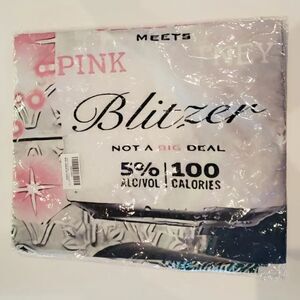 MEETS
PINK
Blitzer
NOT A BIG DEAL
5% | 100
ALC/VOL | CALORIES